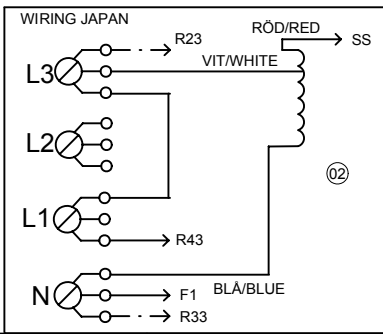 WIRING JAPAN
RÖD/RED
R23
SS
VIT/WHITE
L3
L2
02
L1
R43
BLÅ/BLUE
N
F1
R33